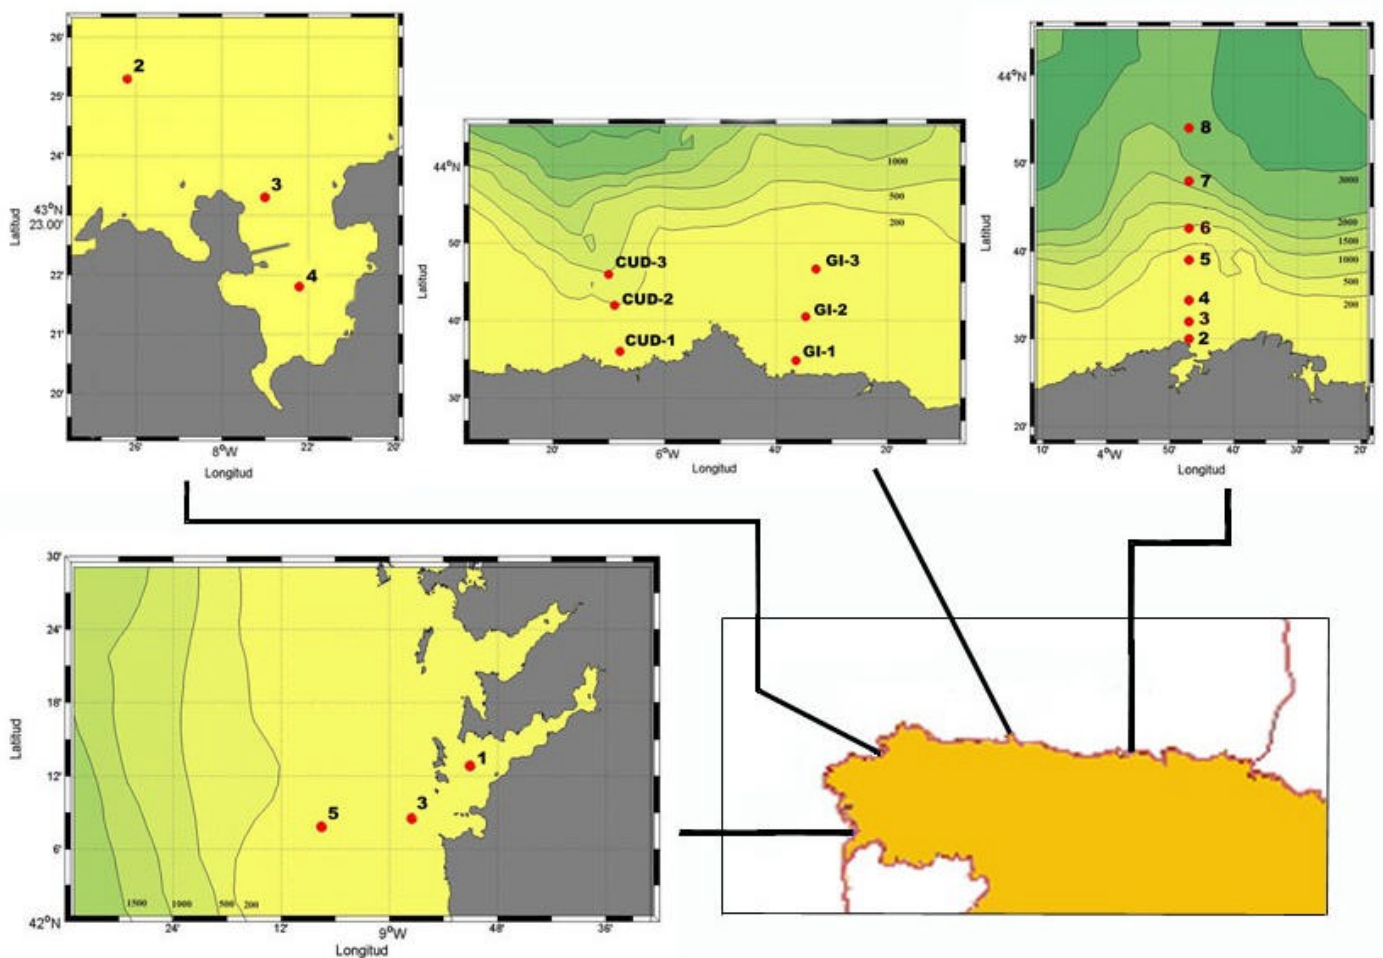 26'
25'
24'
43°N
23.00'
22'
21'
20'
Latitud
2
3
4
26'
8°W
22'
20'
Longitud
44°N
50'
40'
30'
Latitud
1000
500
200
CUD-3
CUD-2
CUD-1
GI-3
GI-2
GI-1
20'
6°W
40'
20'
Longitud
44°N
50'
40'
30'
20'
Latitud
8
7
6
5
4
3
2
3000
2000
1500
1000
500
200
10'
4°W
50'
40'
30'
20'
Longitud
30'
24'
18'
12'
6'
42°N
Latitud
1
3
5
1500
1000
500
200
24'
12'
9°W
48'
36'
Longitud